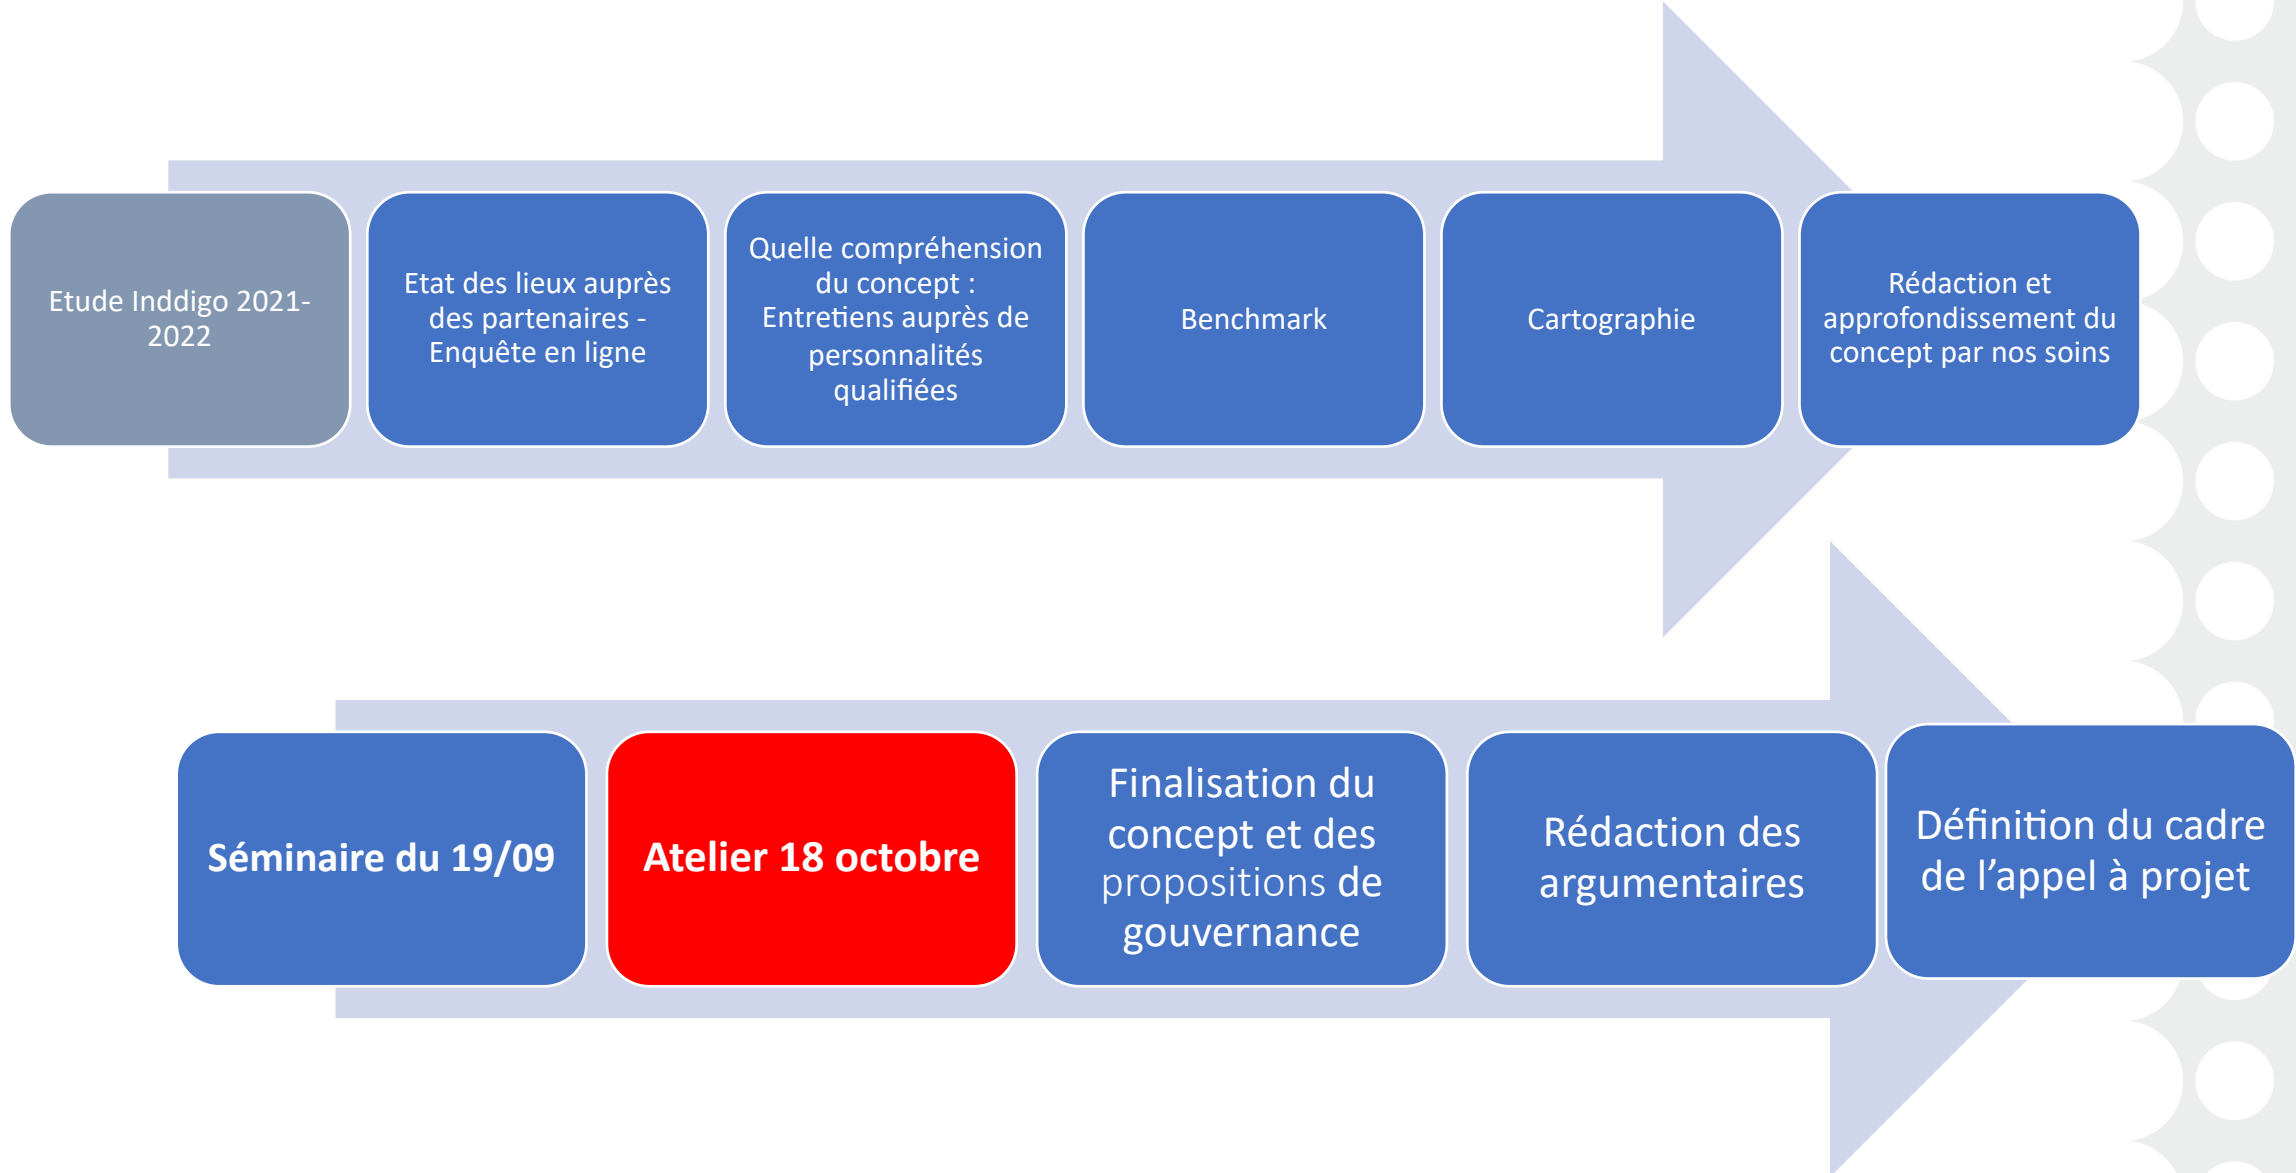 Etude Inddigo 2021-
2022
Etat des lieux auprès
des partenaires -
Enquête en ligne
Quelle compréhension
du concept :
Entretiens auprès de
personnalités
qualifiées
Benchmark
Cartographie
Rédaction et
approfondissement du
concept par nos soins
Séminaire du 19/09
Atelier 18 octobre
Finalisation du
concept et des
propositions de
gouvernance
Rédaction des
argumentaires
Définition du cadre
de l’appel à projet